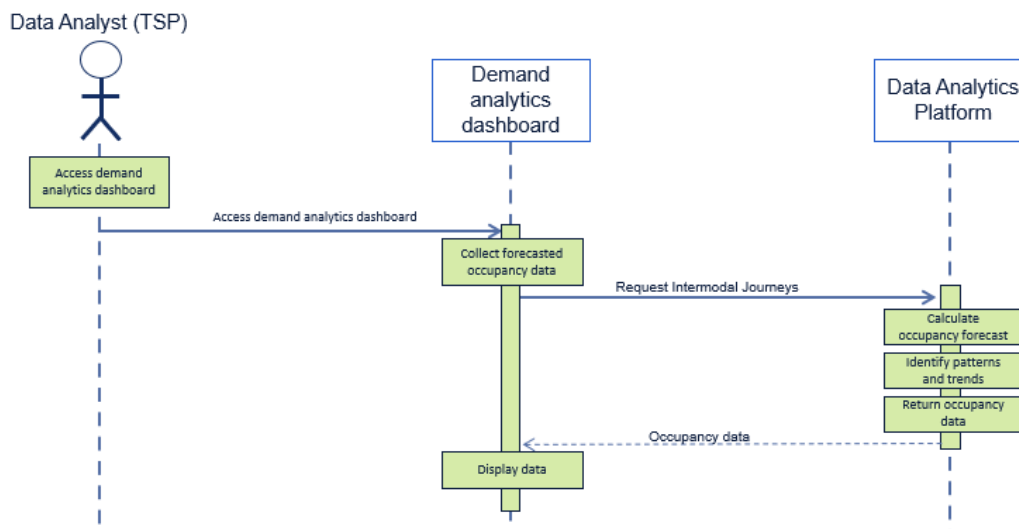 Data Analyst (TSP)
Demand
analytics
dashboard
Data Analytics
Platform
Access demand
analytics dashboard
Access demand analytics dashboard
Collect forecasted
occupancy data
Request Intermodal Journeys
Calculate
occupancy forecast
Identify patterns
and trends
Return occupancy
data
Occupancy data
Display data